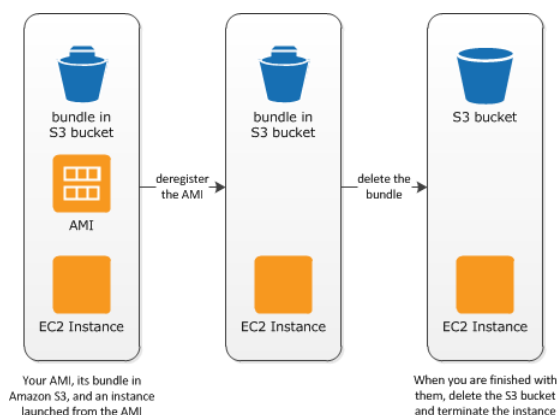 bundle in
S3 bucket
AMI
EC2 Instance
Your AMI, its bundle in
Amazon S3, and an instance
launched from the AMI
deregister
the AMI
bundle in
S3 bucket
EC2 Instance
delete the
bundle
S3 bucket
EC2 Instance
When you are finished with
them, delete the S3 bucket
and terminate the instance